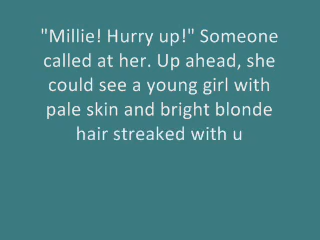 "Millie! Hurry up!" Someone
called at her. Up ahead, she
could see a young girl with
pale skin and bright blonde
hair streaked with u